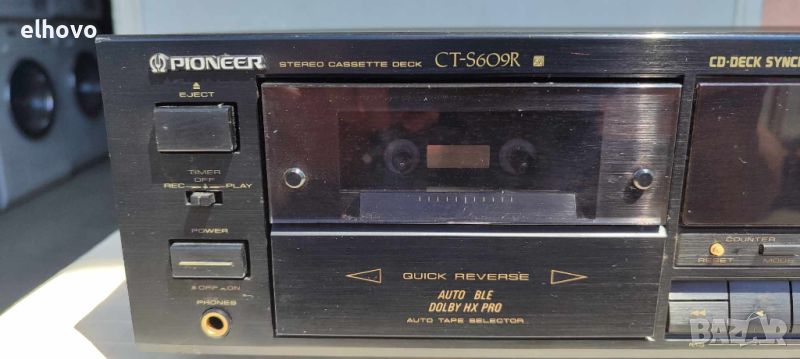 elhovo
PIONEER STEREO CASSETTE DECK CT-S609R
CD·DECK SYNC
EJECT
TIMER
OFF
REC PLAY
POWER
OFF ON
PHONES
QUICK REVERSE
AUTO BLE
DOLBY HX PRO
AUTO TAPE SELECTOR
COUNTER
RESET MODE
BAZAR